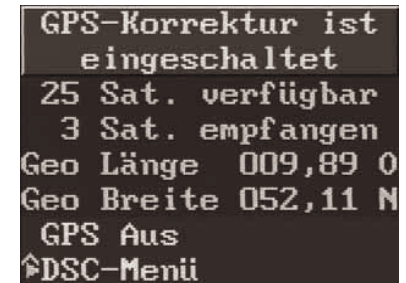 GPS-Korrektur ist
eingeschaltet
25 Sat. verfügbar
3 Sat. empfangen
Geo Länge 009,89 O
Geo Breite 052,11 N
GPS Aus
DSC-Menü